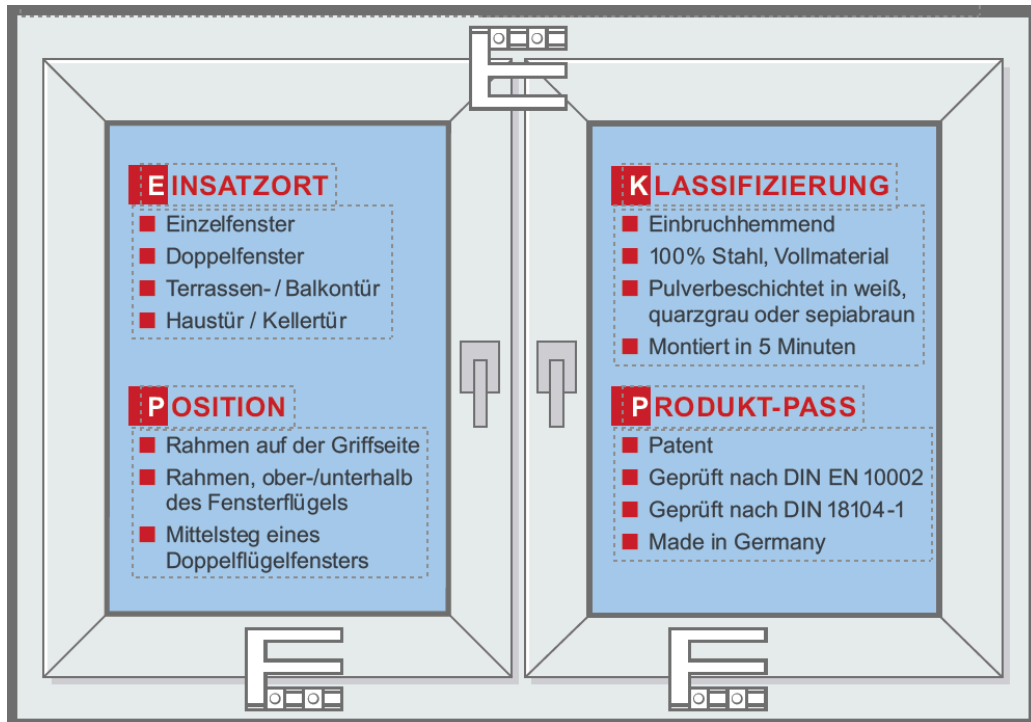 EINSATZORT
Einzelfenster
Doppelfenster
Terrassen- / Balkontür
Haustür / Kellertür
POSITION
Rahmen auf der Griffseite
Rahmen, ober-/unterhalb
des Fensterflügels
Mittelsteg eines
Doppelflügelfensters
KLASSIFIZIERUNG
Einbruchhemmend
100% Stahl, Vollmaterial
Pulverbeschichtet in weiß,
quarzgrau oder sepiabraun
Montiert in 5 Minuten
PRODUKT-PASS
Patent
Geprüft nach DIN EN 10002
Geprüft nach DIN 18104-1
Made in Germany